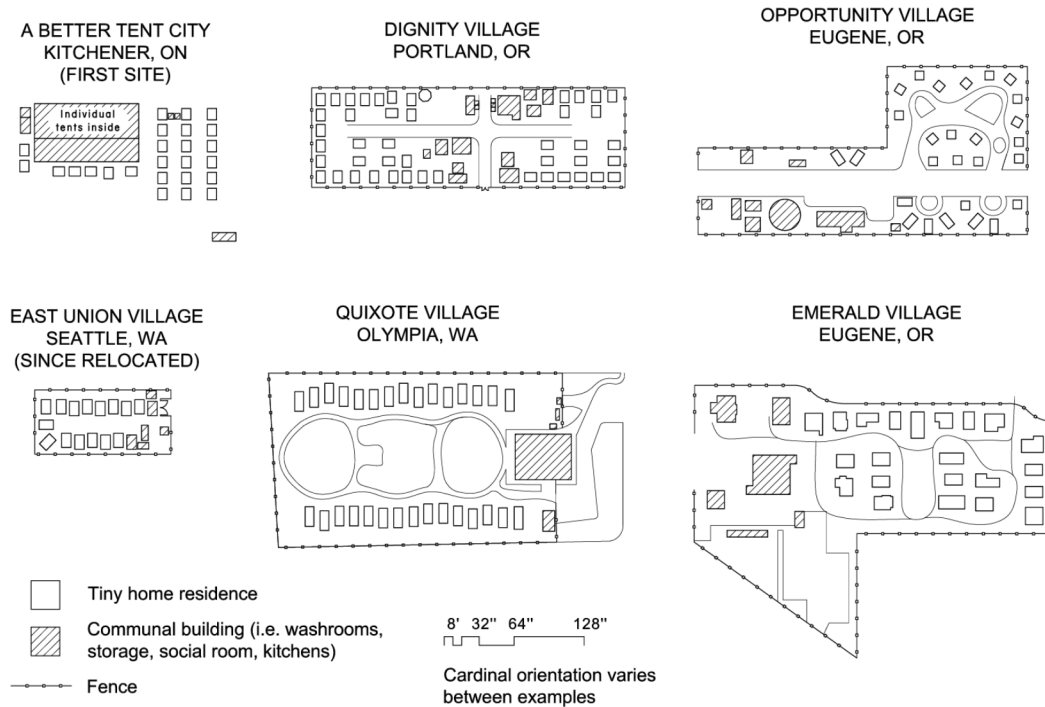 A BETTER TENT CITY
KITCHENER, ON
(FIRST SITE)
Individual
tents inside
DIGNITY VILLAGE
PORTLAND, OR
OPPORTUNITY VILLAGE
EUGENE, OR
EAST UNION VILLAGE
SEATTLE, WA
(SINCE RELOCATED)
QUIXOTE VILLAGE
OLYMPIA, WA
EMERALD VILLAGE
EUGENE, OR
Tiny home residence
Communal building (i.e. washrooms,
storage, social room, kitchens)
Fence
8' 32" 64" 128"
Cardinal orientation varies
between examples